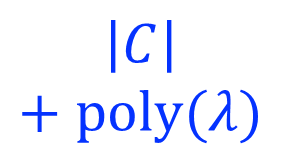 |C|
+ poly(λ)